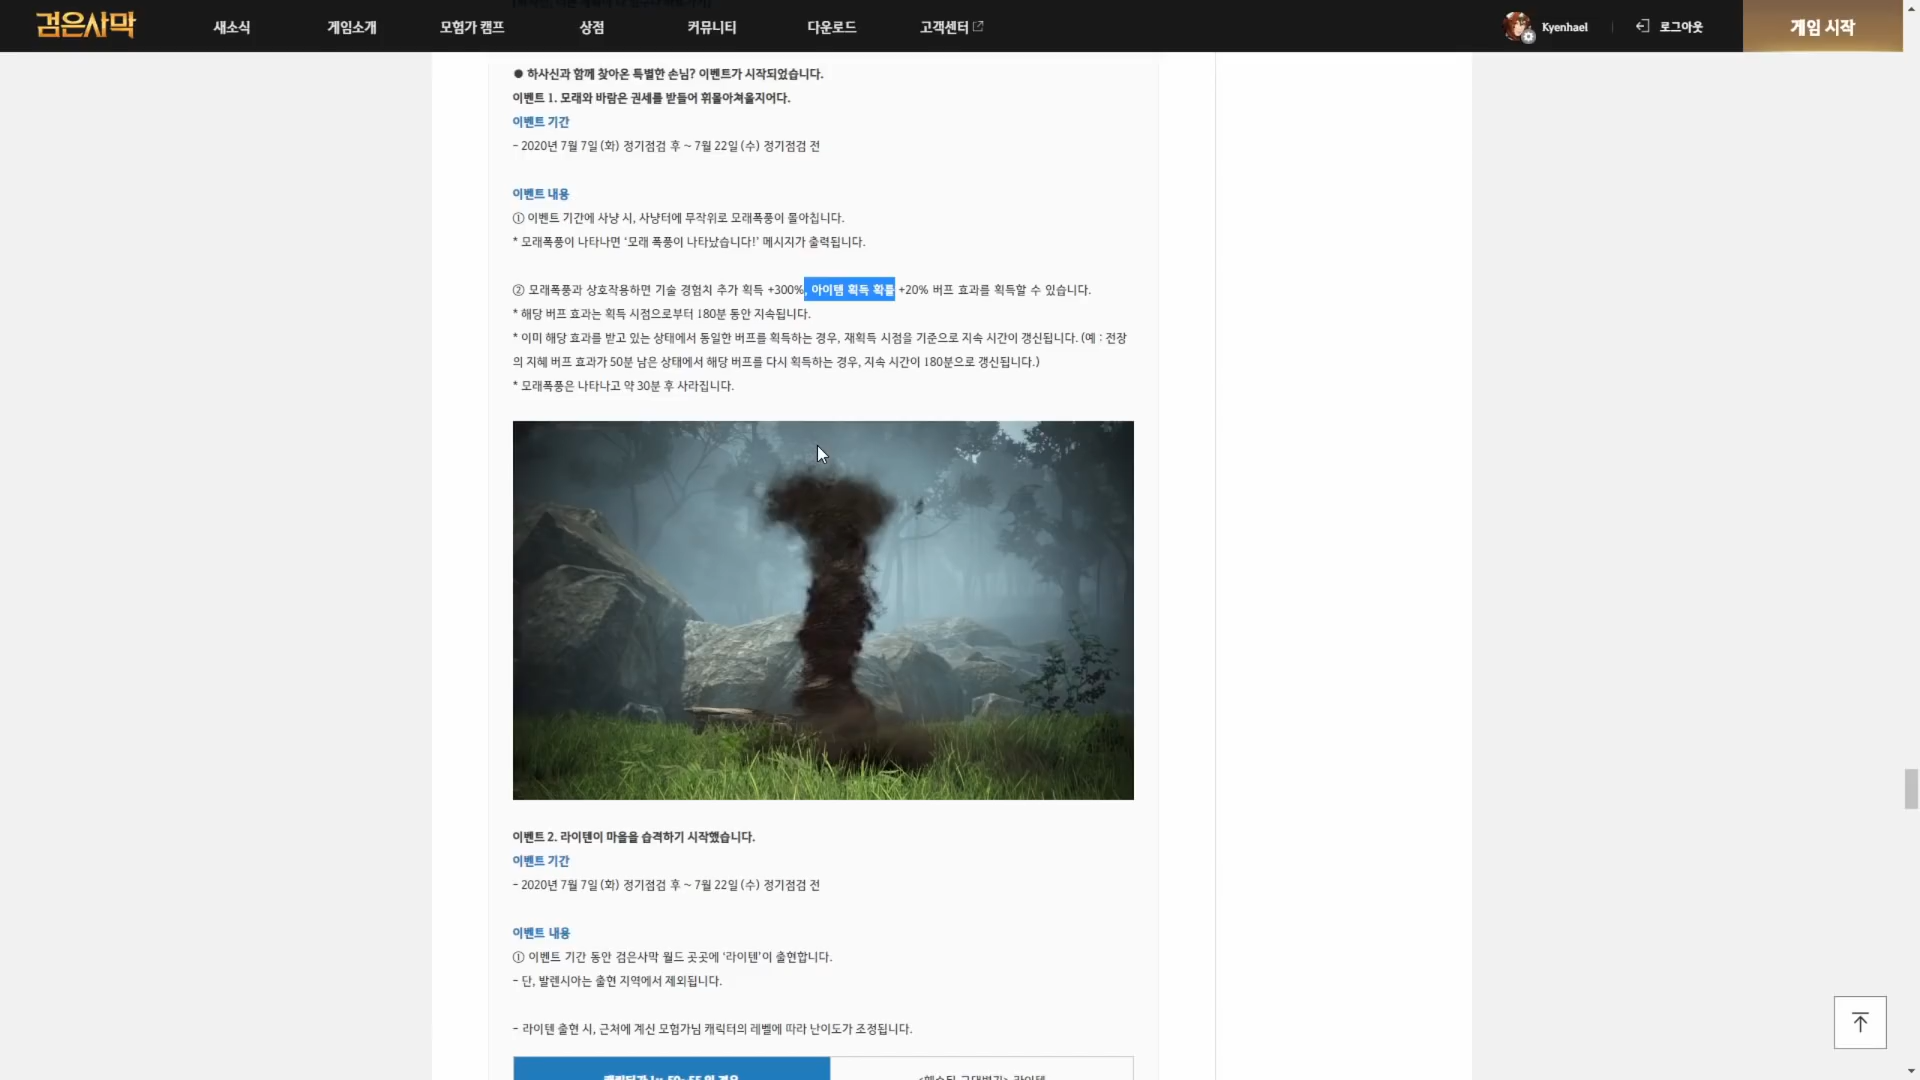 검은사막
새소식
게임소개
모험가 캠프
상점
커뮤니티
다운로드
고객센터
Kyenhael
로그아웃
게임 시작
● 하사신과 함께 찾아온 특별한 손님? 이벤트가 시작되었습니다.
이벤트 1. 모래와 바람은 권세를 받들어 휘몰아쳐올지어다.
이벤트 기간
- 2020년 7월 7일 (화) 정기점검 후 ~ 7월 22일 (수) 정기점검 전
이벤트 내용
① 이벤트 기간에 사냥 시, 사냥터에 무작위로 모래폭풍이 몰아칩니다.
* 모래폭풍이 나타나면 ‘모래 폭풍이 나타났습니다!’ 메시지가 출력됩니다.
② 모래폭풍과 상호작용하면 기술 경험치 추가 획득 +300%, 아이템 획득 확률 +20% 버프 효과를 획득할 수 있습니다.
* 해당 버프 효과는 획득 시점으로부터 180분 동안 지속됩니다.
* 이미 해당 효과를 받고 있는 상태에서 동일한 버프를 획득하는 경우, 재획득 시점을 기준으로 지속 시간이 갱신됩니다. (예 : 전장
의 지혜 버프 효과가 50분 남은 상태에서 해당 버프를 다시 획득하는 경우, 지속 시간이 180분으로 갱신됩니다.)
* 모래폭풍은 나타나고 약 30분 후 사라집니다.
이벤트 2. 라이텐이 마을을 습격하기 시작했습니다.
이벤트 기간
- 2020년 7월 7일 (화) 정기점검 후 ~ 7월 22일 (수) 정기점검 전
이벤트 내용
① 이벤트 기간 동안 검은사막 월드 곳곳에 ‘라이텐’이 출현합니다.
- 단, 발렌시아는 출현 지역에서 제외됩니다.
- 라이텐 출현 시, 근처에 계신 모험가님 캐릭터의 레벨에 따라 난이도가 조정됩니다.